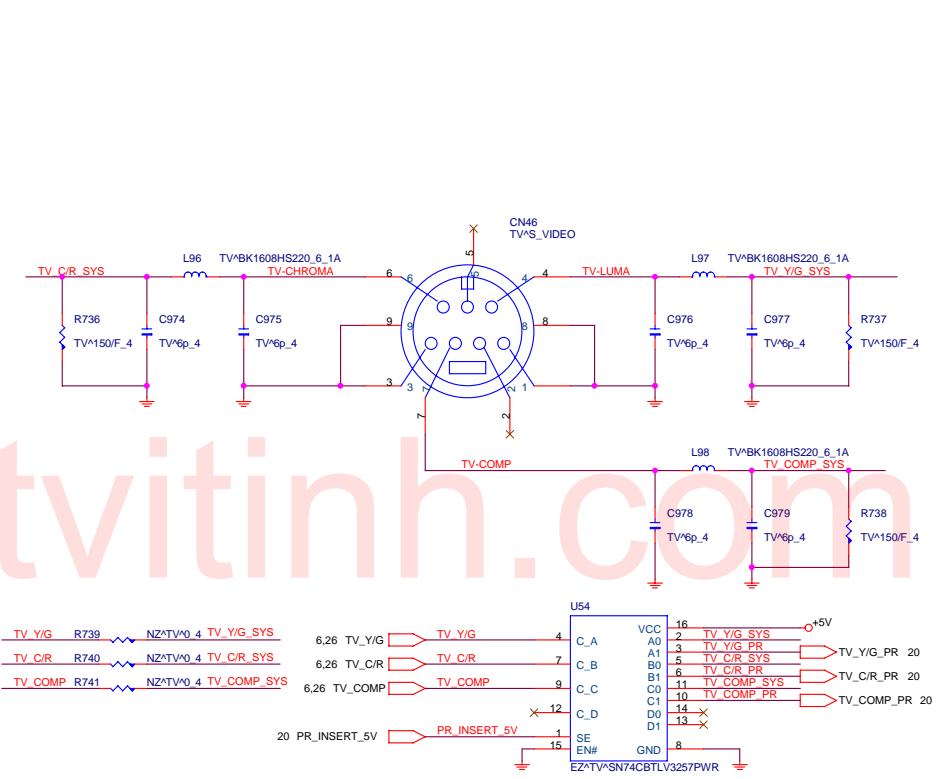 CN46
TV^S_VIDEO
5
5
L96 TV^BK1608HS220_6_1A
L97 TV^BK1608HS220_6_1A
TV_C/R_SYS
TV-CHROMA
6
6
4
4
TV-LUMA
TV_Y/G_SYS
R736
TV^150/F_4
C974
TV^6p_4
C975
TV^6p_4
9
9
8
8
C976
TV^6p_4
C977
TV^6p_4
R737
TV^150/F_4
3
3
7
2
1
7
2
TV-COMP
L98 TV^BK1608HS220_6_1A
TV_COMP_SYS
C978
TV^6p_4
C979
TV^6p_4
R738
TV^150/F_4
tvitinh.com
TV_Y/G R739 NZ^TV^0_4 TV_Y/G_SYS
TV_C/R R740 NZ^TV^0_4 TV_C/R_SYS
TV_COMP R741 NZ^TV^0_4 TV_COMP_SYS
U54
6,26 TV_Y/G TV_Y/G 4 C_A
6,26 TV_C/R TV_C/R 7 C_B
6,26 TV_COMP TV_COMP 9 C_C
12 C_D
20 PR_INSERT_5V PR_INSERT_5V 1 SE
15 EN#
VCC 16 +5V
A0 2 TV_Y/G_SYS
A1 3 TV_Y/G_PR TV_Y/G_PR 20
B0 5 TV_C/R_SYS
B1 6 TV_C/R_PR TV_C/R_PR 20
C0 11 TV_COMP_SYS
C1 10 TV_COMP_PR TV_COMP_PR 20
D0 14
D1 13
GND 8
EZ^TV^SN74CBTLV3257PWR